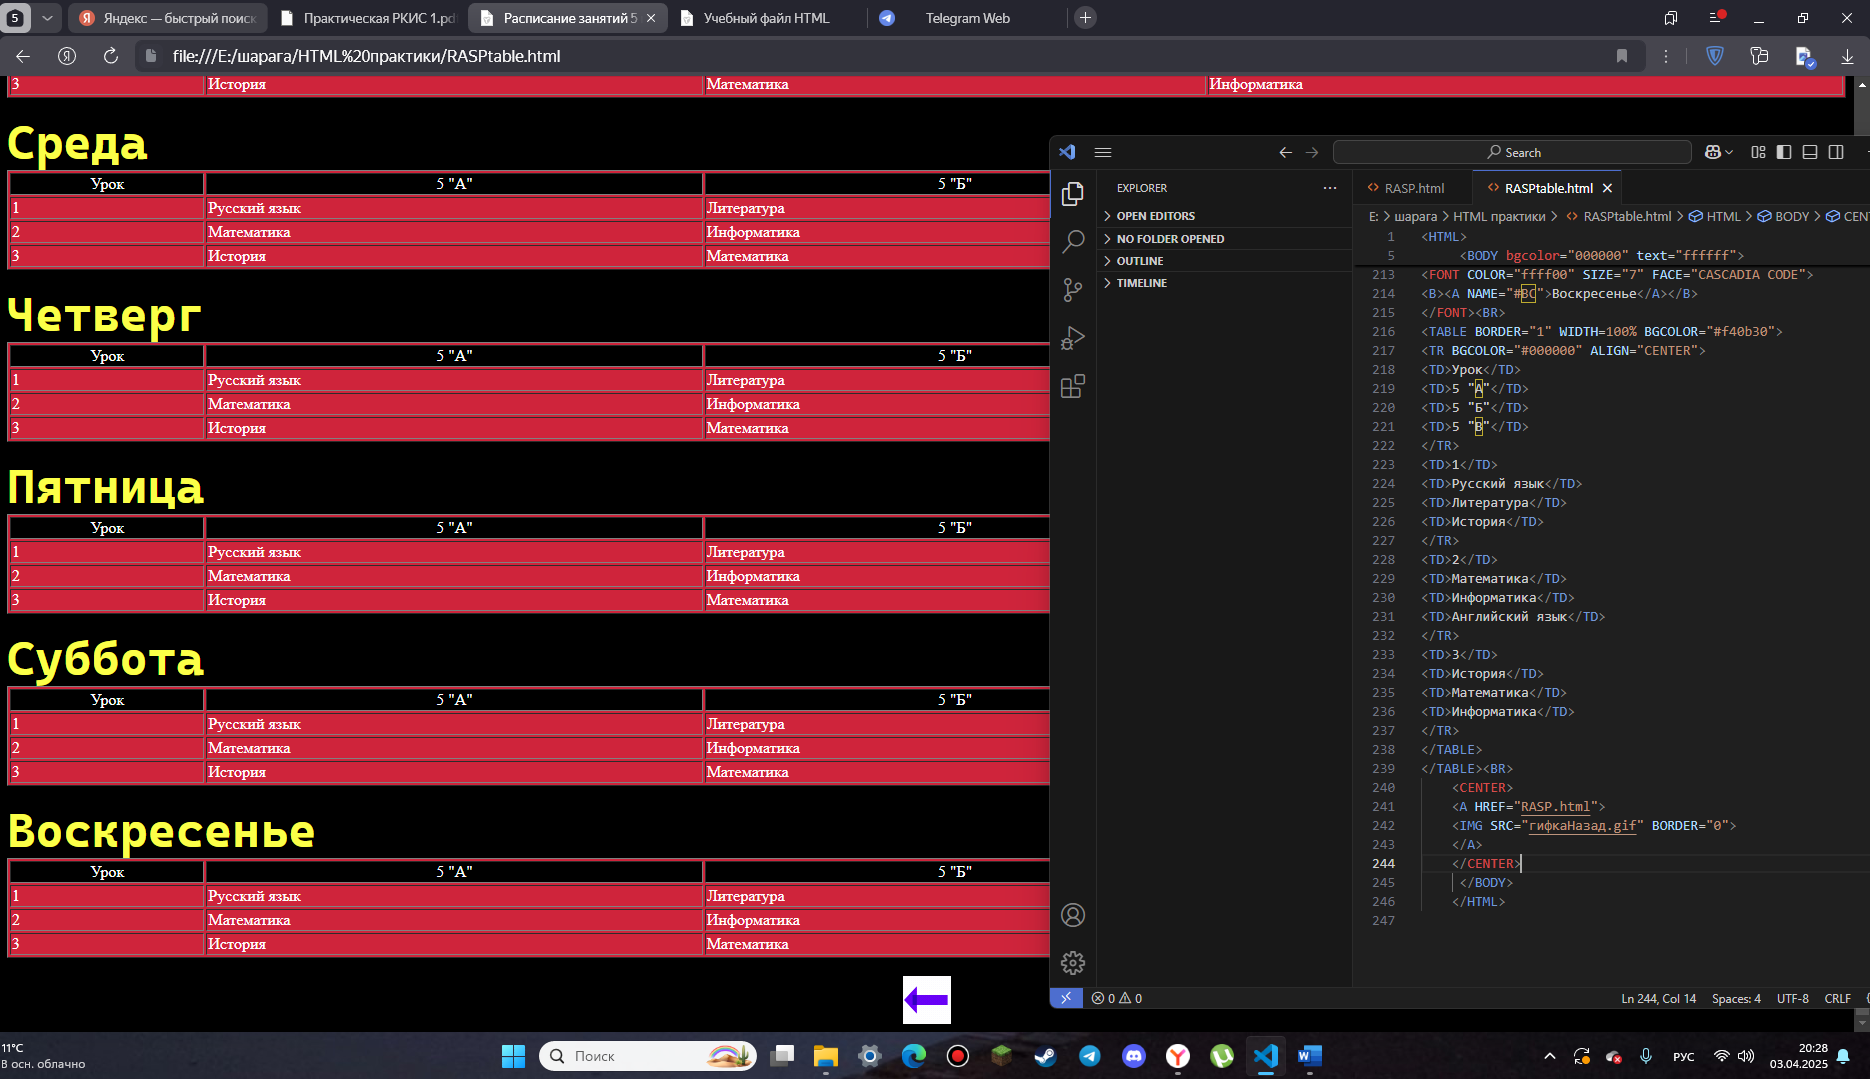 5
Яндекс — быстрый поиск
Практическая РКИС 1.pd
Расписание занятий 5
Учебный файл HTML
Telegram Web
file:///E:/шарага/HTML%20практики/RASPtable.html
3 История Математика Информатика
Среда
Урок 5 "А" 5 "Б"
1 Русский язык Литература
2 Математика Информатика
3 История Математика
Четверг
Урок 5 "А" 5 "Б"
1 Русский язык Литература
2 Математика Информатика
3 История Математика
Пятница
Урок 5 "А" 5 "Б"
1 Русский язык Литература
2 Математика Информатика
3 История Математика
Суббота
Урок 5 "А" 5 "Б"
1 Русский язык Литература
2 Математика Информатика
3 История Математика
Воскресенье
Урок 5 "А" 5 "Б"
1 Русский язык Литература
2 Математика Информатика
3 История Математика
Search
EXPLORER
OPEN EDITORS
NO FOLDER OPENED
OUTLINE
TIMELINE
RASP.html
RASPtable.html
E: > шарага > HTML практики > RASPtable.html > HTML > BODY > CEN
1 <HTML>
5 <BODY bgcolor="000000" text="ffffff">
213 <FONT COLOR="ffff00" SIZE="7" FACE="CASCADIA CODE">
214 <B><A NAME="#ВС">Воскресенье</A></B>
215 </FONT><BR>
216 <TABLE BORDER="1" WIDTH=100% BGCOLOR="#f40b30">
217 <TR BGCOLOR="#000000" ALIGN="CENTER">
218 <TD>Урок</TD>
219 <TD>5 "А"</TD>
220 <TD>5 "Б"</TD>
221 <TD>5 "В"</TD>
222 </TR>
223 <TD>1</TD>
224 <TD>Русский язык</TD>
225 <TD>Литература</TD>
226 <TD>История</TD>
227 </TR>
228 <TD>2</TD>
229 <TD>Математика</TD>
230 <TD>Информатика</TD>
231 <TD>Английский язык</TD>
232 </TR>
233 <TD>3</TD>
234 <TD>История</TD>
235 <TD>Математика</TD>
236 <TD>Информатика</TD>
237 </TR>
238 </TABLE>
239 </TABLE><BR>
240 <CENTER>
241 <A HREF="RASP.html">
242 <IMG SRC="гифкаНазад.gif" BORDER="0">
243 </A>
244 </CENTER>
245 </BODY>
246 </HTML>
247
0 0
Ln 244, Col 14 Spaces: 4 UTF-8 CRLF
11°C
В осн. облачно
Поиск
РУС
20:28
03.04.2025